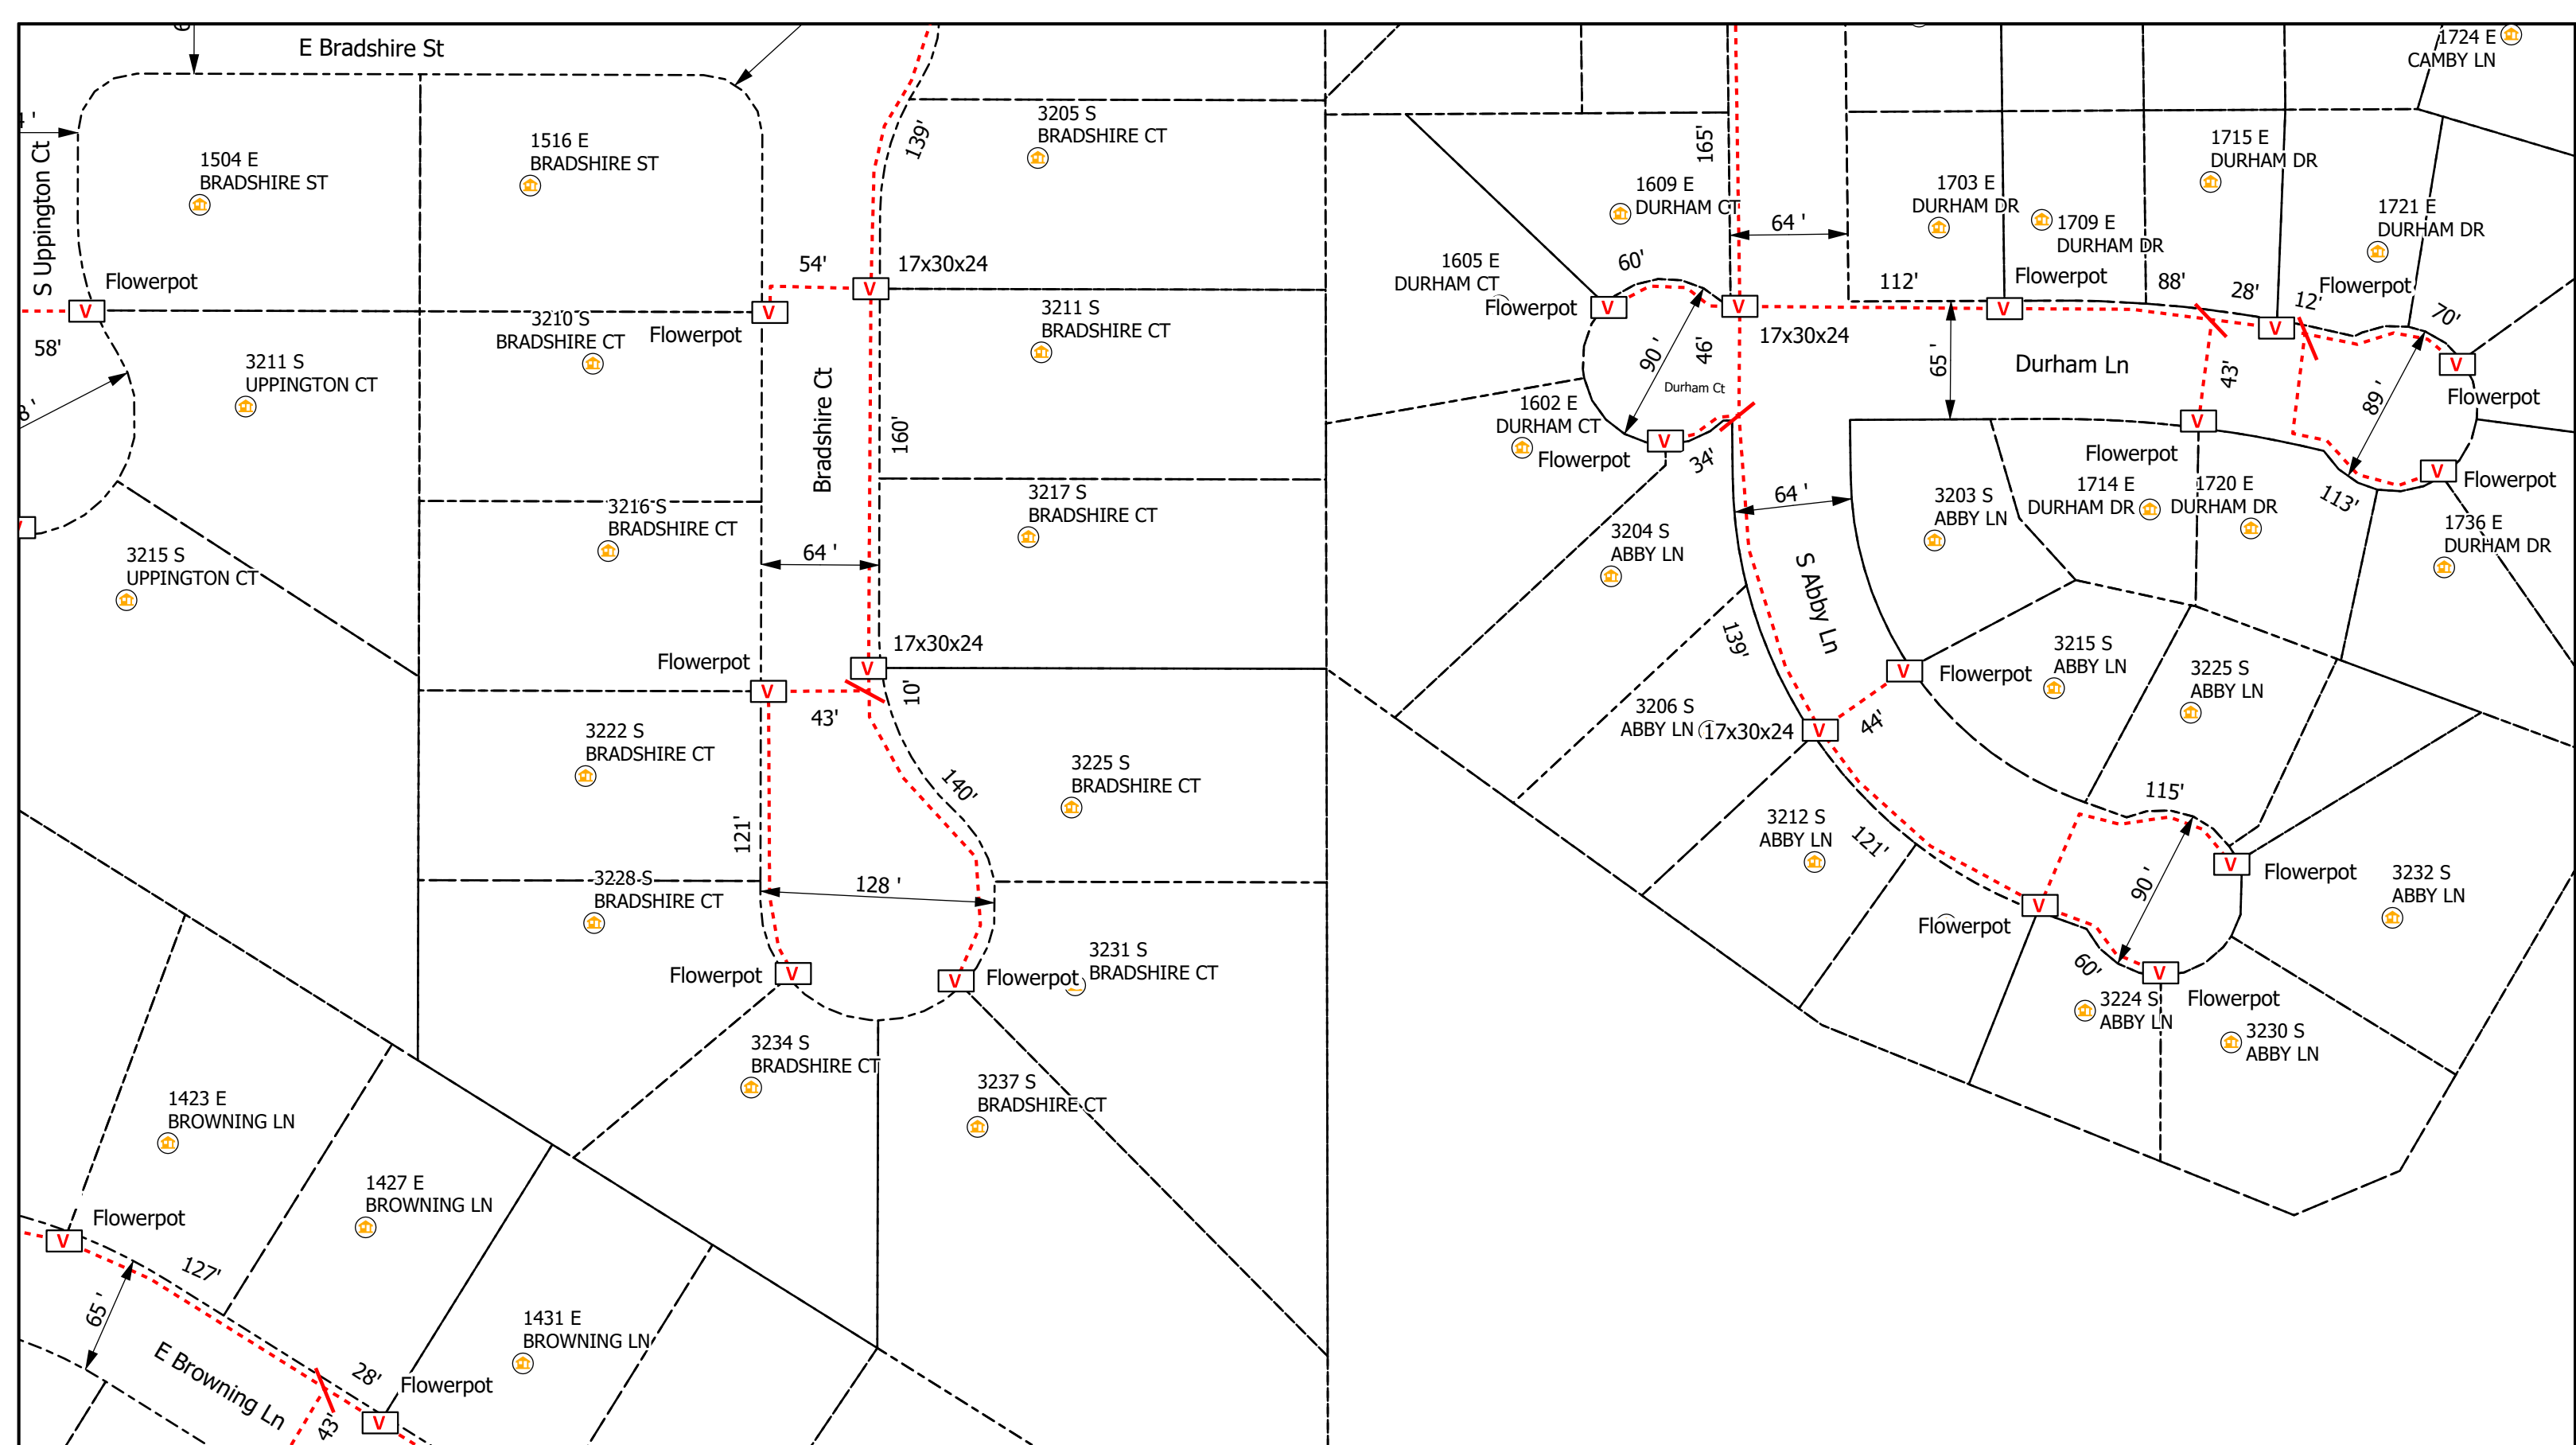 E Bradshire St
S Uppington Ct
1504 E
BRADSHIRE ST
1516 E
BRADSHIRE ST
139'
3205 S
BRADSHIRE CT
Flowerpot
58'
3211 S
UPPINGTON CT
3210 S
BRADSHIRE CT
Flowerpot
54'
17x30x24
V
V
V
3211 S
BRADSHIRE CT
Bradshire Ct
160'
3215 S
UPPINGTON CT
3216 S
BRADSHIRE CT
64 '
3217 S
BRADSHIRE CT
Flowerpot
17x30x24
V
V
43'
10'
3222 S
BRADSHIRE CT
121'
140'
3225 S
BRADSHIRE CT
3228 S
BRADSHIRE CT
128 '
Flowerpot
V
V
Flowerpot
3231 S
BRADSHIRE CT
3234 S
BRADSHIRE CT
3237 S
BRADSHIRE CT
1423 E
BROWNING LN
1427 E
BROWNING LN
1431 E
BROWNING LN
Flowerpot
V
127'
65 '
E Browning Ln
28'
43'
Flowerpot
V
1724 E
CAMBY LN
165'
1609 E
DURHAM CT
64 '
1703 E
DURHAM DR
1709 E
DURHAM DR
1715 E
DURHAM DR
1721 E
DURHAM DR
1605 E
DURHAM CT
Flowerpot
V
60'
90 '
46'
Durham Ct
V
17x30x24
112'
Flowerpot
V
88'
28'
12'
V
Flowerpot
70'
V
Flowerpot
65 '
Durham Ln
43'
89 '
1602 E
DURHAM CT
Flowerpot
V
34'
V
Flowerpot
V
Flowerpot
113'
64 '
3203 S
ABBY LN
1714 E
DURHAM DR
1720 E
DURHAM DR
1736 E
DURHAM DR
3204 S
ABBY LN
S Abby Ln
139'
3206 S
ABBY LN
17x30x24
V
44'
V
Flowerpot
3215 S
ABBY LN
3225 S
ABBY LN
3212 S
ABBY LN
121'
115'
90 '
V
Flowerpot
3232 S
ABBY LN
Flowerpot
V
60'
V
Flowerpot
3224 S
ABBY LN
3230 S
ABBY LN